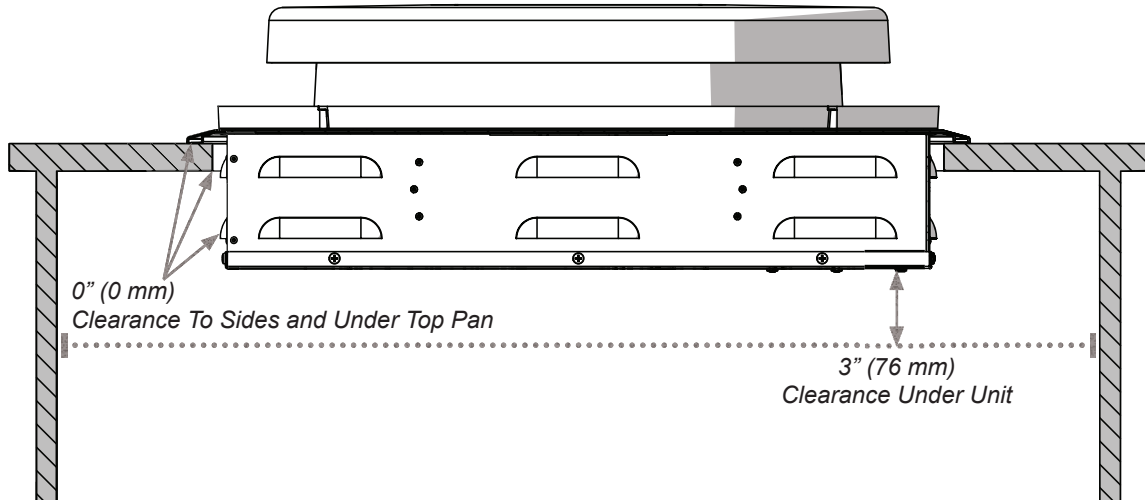 0” (0 mm)
Clearance To Sides and Under Top Pan
3” (76 mm)
Clearance Under Unit